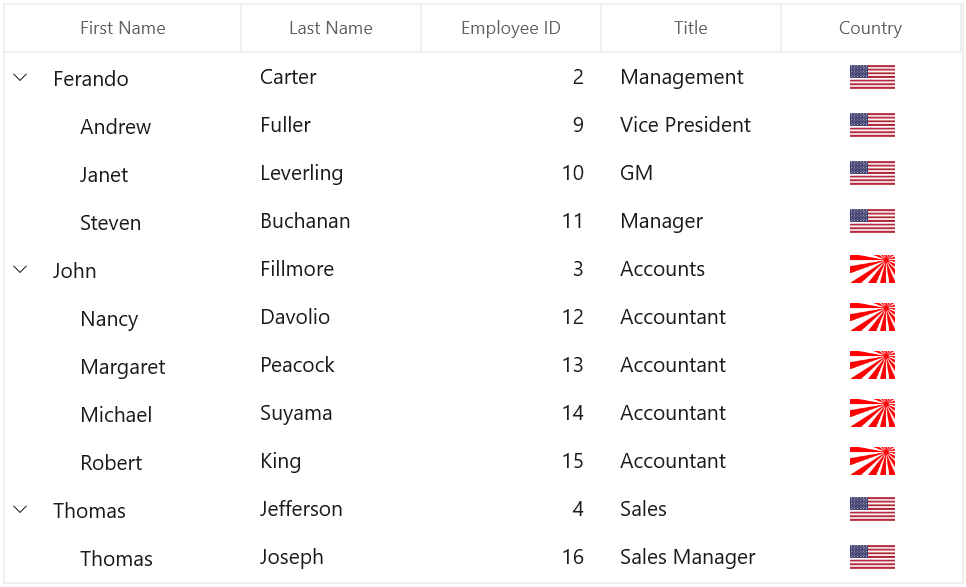 First Name Last Name Employee ID Title Country
Ferando Carter 2 Management
Andrew Fuller 9 Vice President
Janet Leverling 10 GM
Steven Buchanan 11 Manager
John Fillmore 3 Accounts
Nancy Davolio 12 Accountant
Margaret Peacock 13 Accountant
Michael Suyama 14 Accountant
Robert King 15 Accountant
Thomas Jefferson 4 Sales
Thomas Joseph 16 Sales Manager